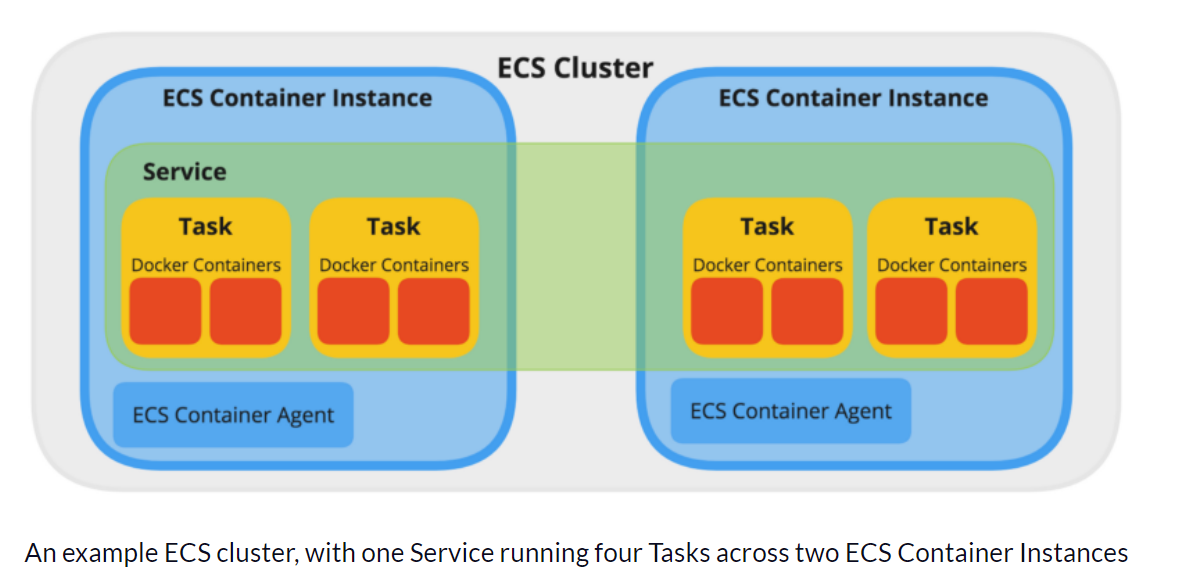 ECS Cluster
ECS Container Instance
ECS Container Instance
Service
Task
Task
Task
Task
Docker Containers
Docker Containers
Docker Containers
Docker Containers
ECS Container Agent
ECS Container Agent
An example ECS cluster, with one Service running four Tasks across two ECS Container Instances